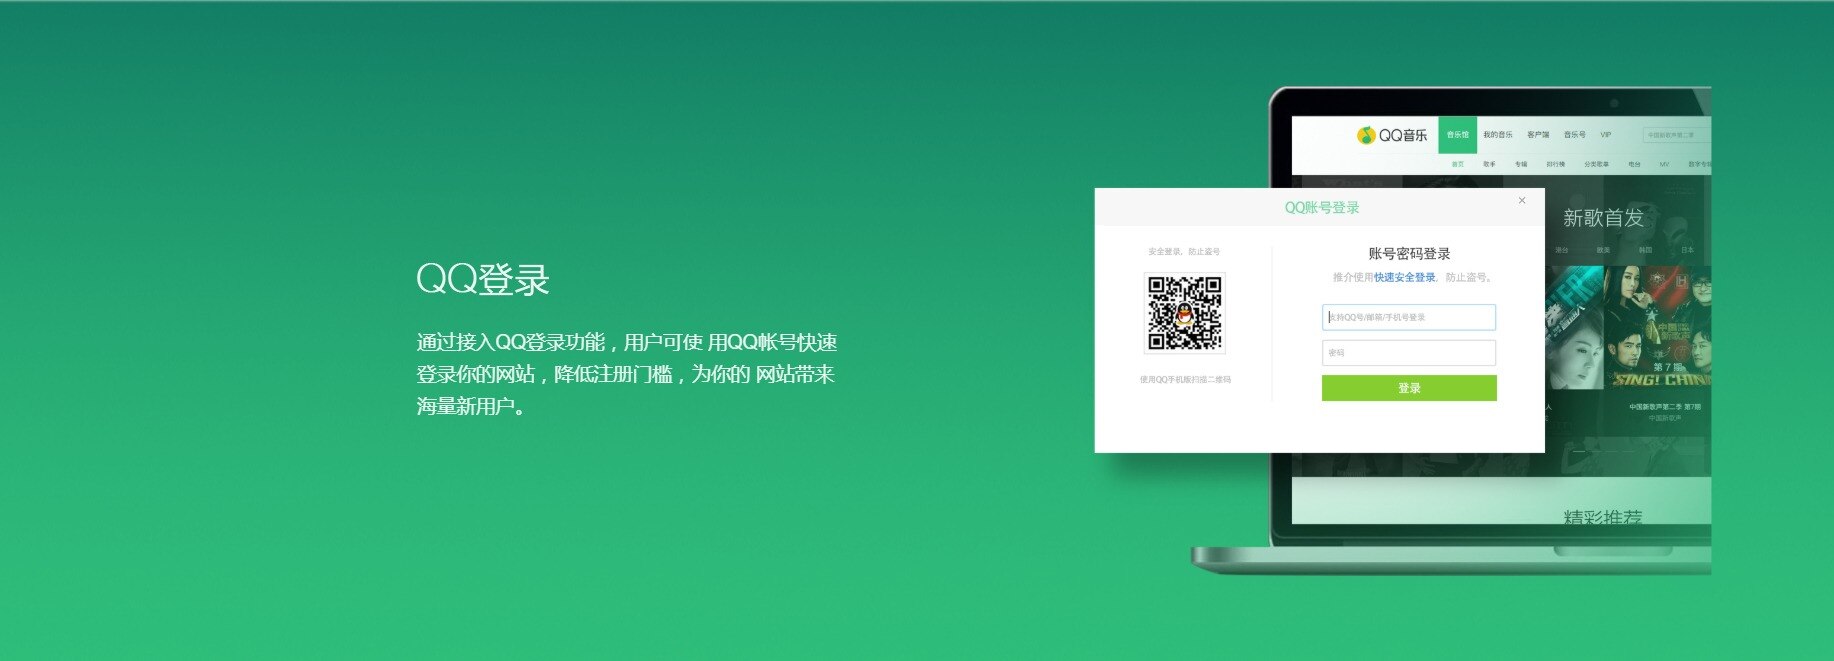 QQ登录
通过接入QQ登录功能，用户可使 用QQ帐号快速
登录你的网站，降低注册门槛，为你的 网站带来
海量新用户。
QQ音乐
音乐馆 我的音乐 客户端 音乐号 VIP 中国新歌声第二季
首页 歌手 专辑 排行榜 分类歌单 电台 MV 数字专辑
新歌首发
港台 欧美 韩国 日本
QQ账号登录
安全登录，防止盗号
使用QQ手机版扫描二维码
账号密码登录
推介使用快速安全登录，防止盗号。
支持QQ号/邮箱/手机号登录
密码
登录
第7期
SING! CHINA
人
中国新歌声第二季 第7期
中国新歌声
精彩推荐